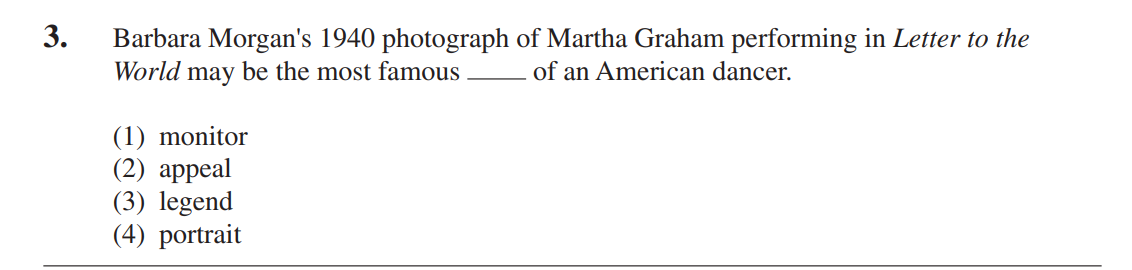 3. Barbara Morgan's 1940 photograph of Martha Graham performing in Letter to the
World may be the most famous _____ of an American dancer.
(1) monitor
(2) appeal
(3) legend
(4) portrait